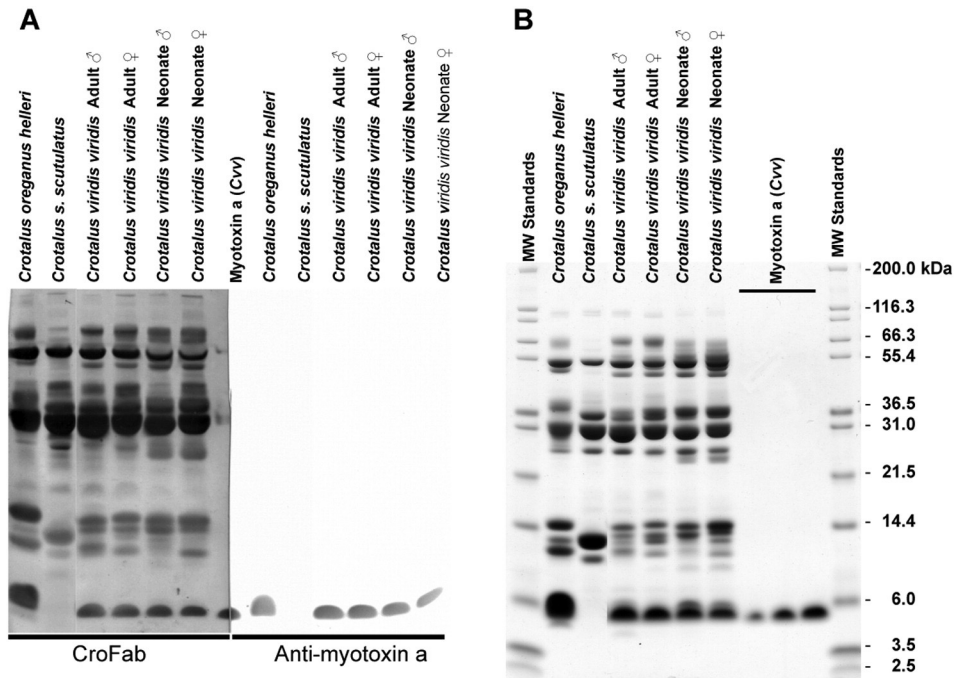 A
Crotalus oreganus helleri
Crotalus s. scutulatus
Crotalus viridis viridis Adult ♂
Crotalus viridis viridis Adult ♀
Crotalus viridis viridis Neonate ♂
Crotalus viridis viridis Neonate ♀
Myotoxin a (Cvv)
Crotalus oreganus helleri
Crotalus s. scutulatus
Crotalus viridis viridis Adult ♂
Crotalus viridis viridis Adult ♀
Crotalus viridis viridis Neonate ♂
Crotalus viridis viridis Neonate ♀
CroFab
Anti-myotoxin a
B
MW Standards
Crotalus oreganus helleri
Crotalus s. scutulatus
Crotalus viridis viridis Adult ♂
Crotalus viridis viridis Adult ♀
Crotalus viridis viridis Neonate ♂
Crotalus viridis viridis Neonate ♀
Myotoxin a (Cvv)
MW Standards
-200.0 kDa
-116.3
- 66.3
- 55.4
- 36.5
- 31.0
- 21.5
- 14.4
- 6.0
- 3.5
- 2.5